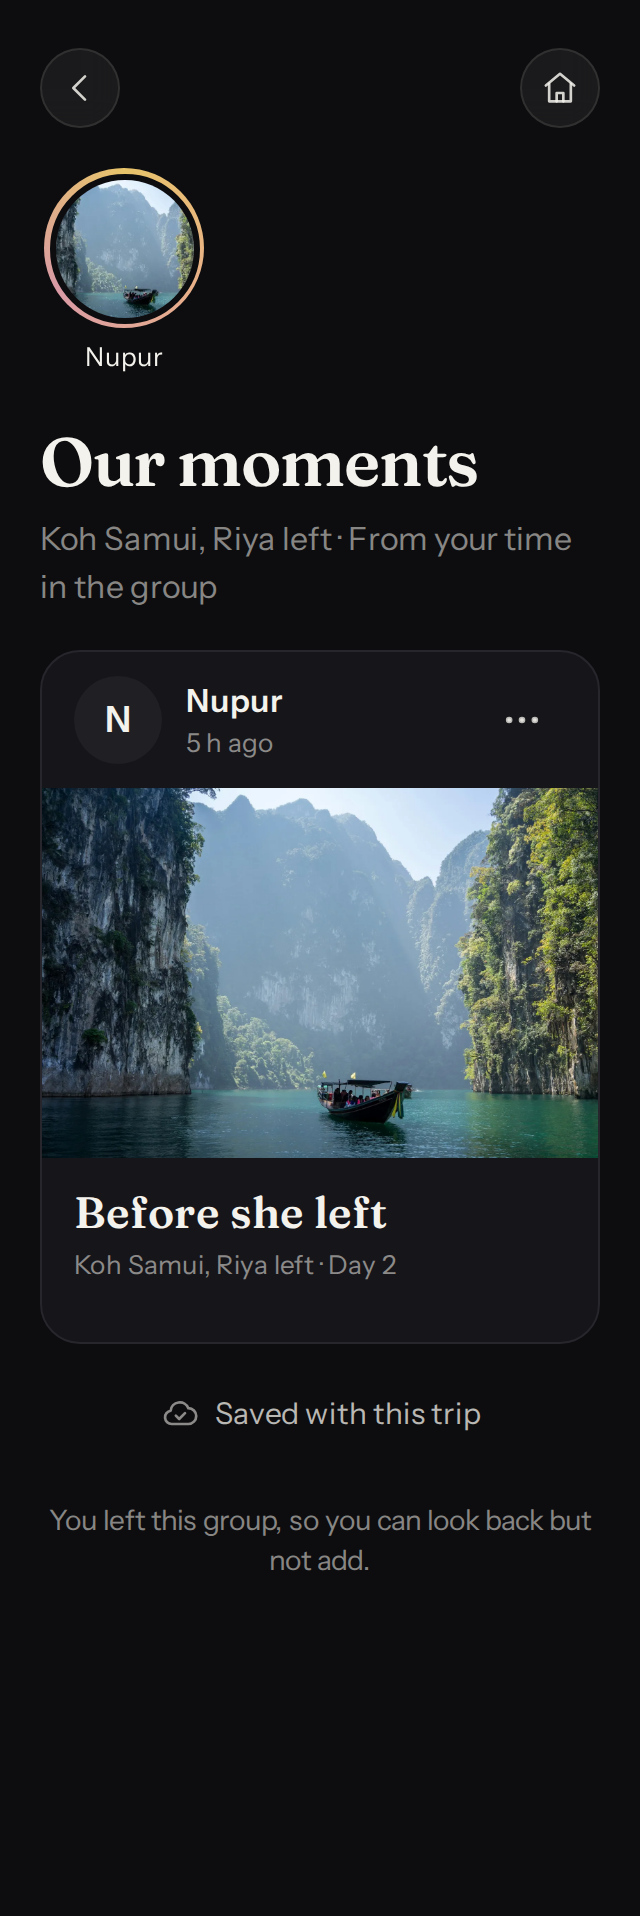 Nupur
Our moments
Koh Samui, Riya left · From your time
in the group
N
Nupur
5 h ago
Before she left
Koh Samui, Riya left · Day 2
Saved with this trip
You left this group, so you can look back but
not add.